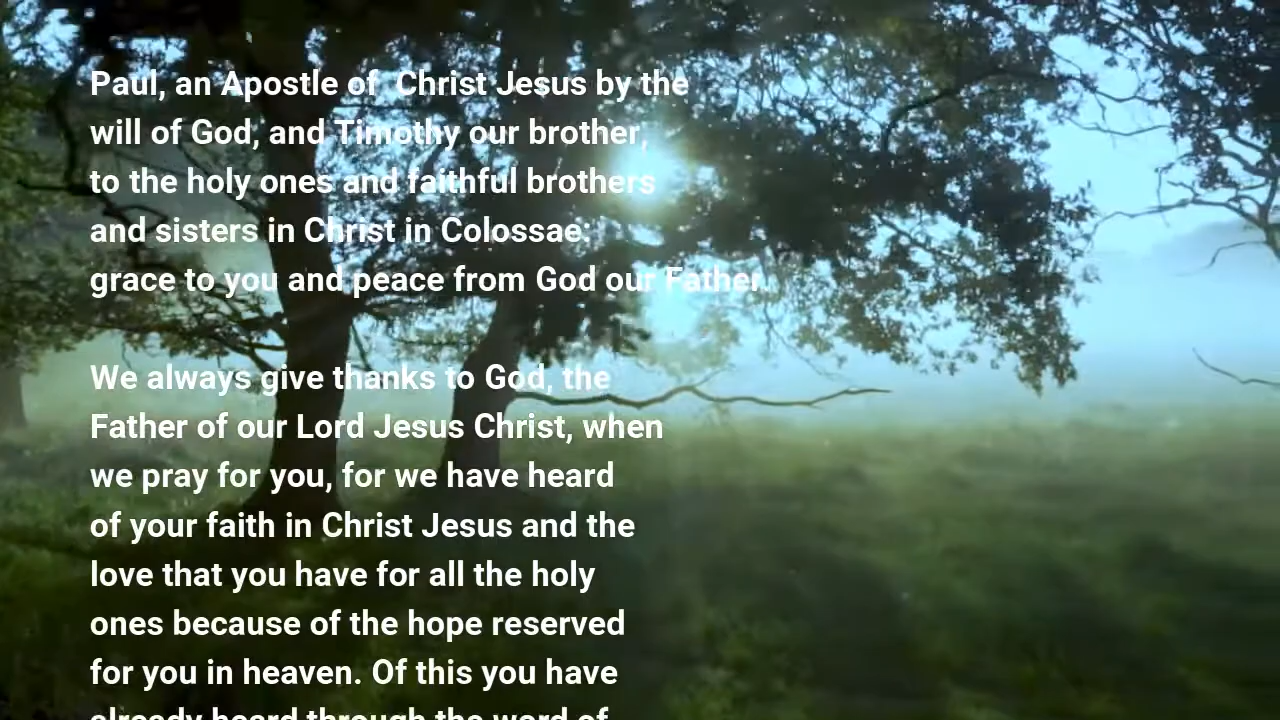 Paul, an Apostle of  Christ Jesus by the
will of God, and Timothy our brother,
to the holy ones and faithful brothers
and sisters in Christ in Colossae:
grace to you and peace from God our Father.
We always give thanks to God, the
Father of our Lord Jesus Christ, when
we pray for you, for we have heard
of your faith in Christ Jesus and the
love that you have for all the holy
ones because of the hope reserved
for you in heaven. Of this you have
already heard through the word of